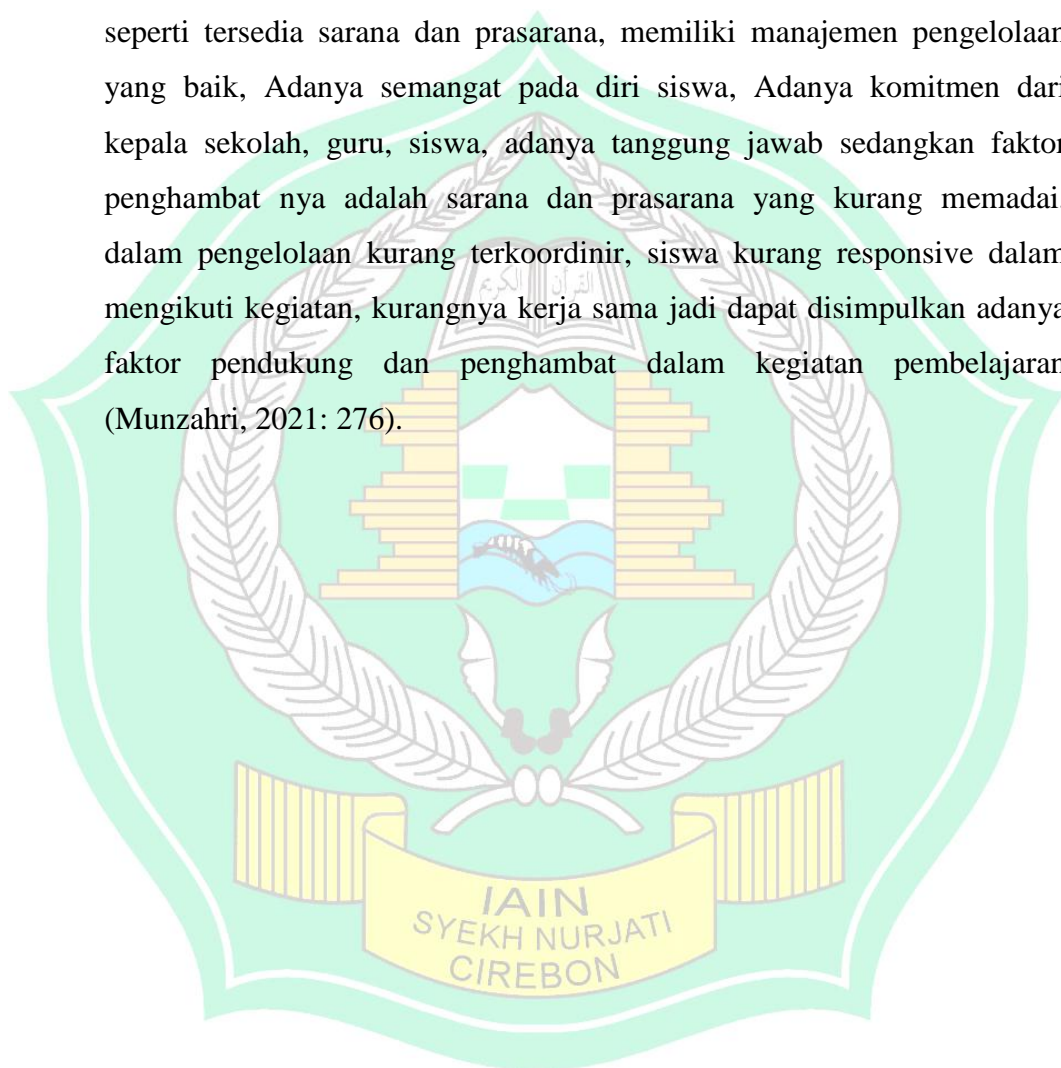 seperti tersedia sarana dan prasarana, memiliki manajemen pengelolaan
yang baik, Adanya semangat pada diri siswa, Adanya komitmen dari
kepala sekolah, guru, siswa, adanya tanggung jawab sedangkan faktor
penghambat nya adalah sarana dan prasarana yang kurang memadai,
dalam pengelolaan kurang terkoordinir, siswa kurang responsive dalam
mengikuti kegiatan, kurangnya kerja sama jadi dapat disimpulkan adanya
faktor pendukung dan penghambat dalam kegiatan pembelajaran
(Munzahri, 2021: 276).
القرآن الكريم
IAIN
SYEKH NURJATI
CIREBON